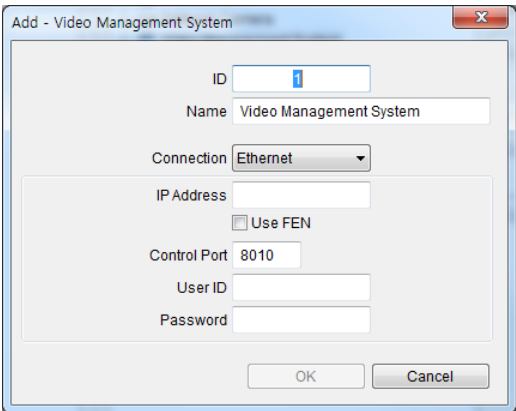 Add - Video Management System
ID 1
Name Video Management System
Connection Ethernet
IP Address
Use FEN
Control Port 8010
User ID
Password
OK Cancel